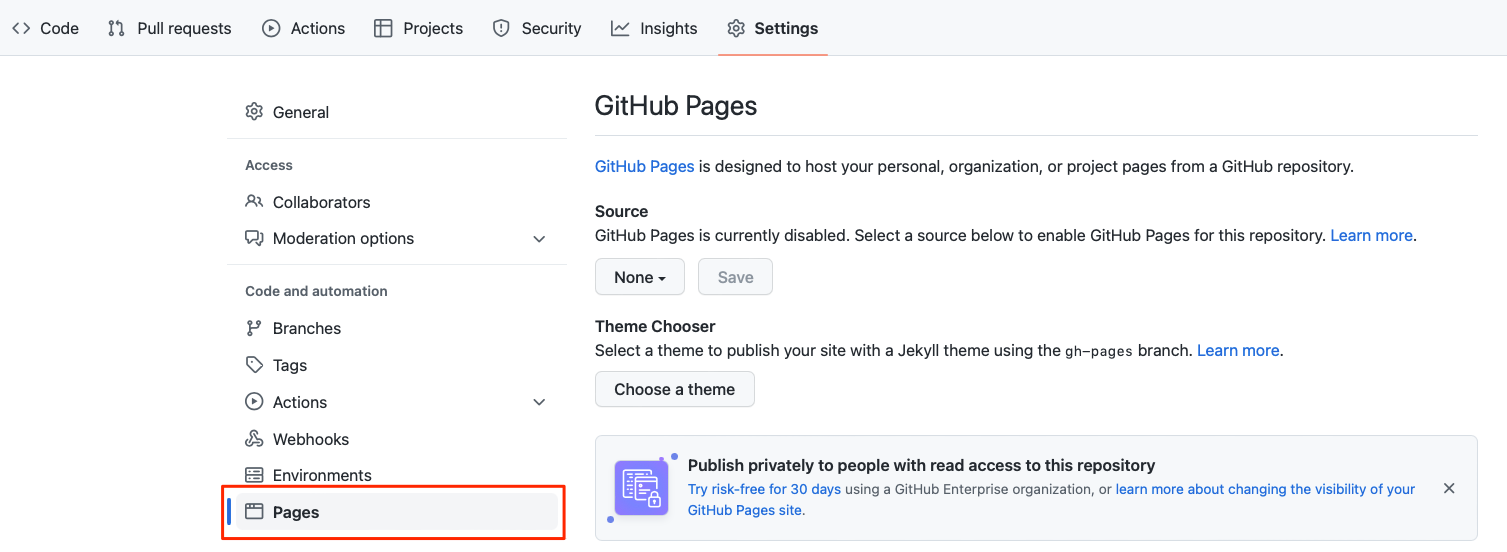 Code Pull requests Actions Projects Security Insights Settings
General
Access
Collaborators
Moderation options
Code and automation
Branches
Tags
Actions
Webhooks
Environments
Pages
GitHub Pages
GitHub Pages is designed to host your personal, organization, or project pages from a GitHub repository.
Source
GitHub Pages is currently disabled. Select a source below to enable GitHub Pages for this repository. Learn more.
None Save
Theme Chooser
Select a theme to publish your site with a Jekyll theme using the gh-pages branch. Learn more.
Choose a theme
Publish privately to people with read access to this repository
Try risk-free for 30 days using a GitHub Enterprise organization, or learn more about changing the visibility of your
GitHub Pages site.